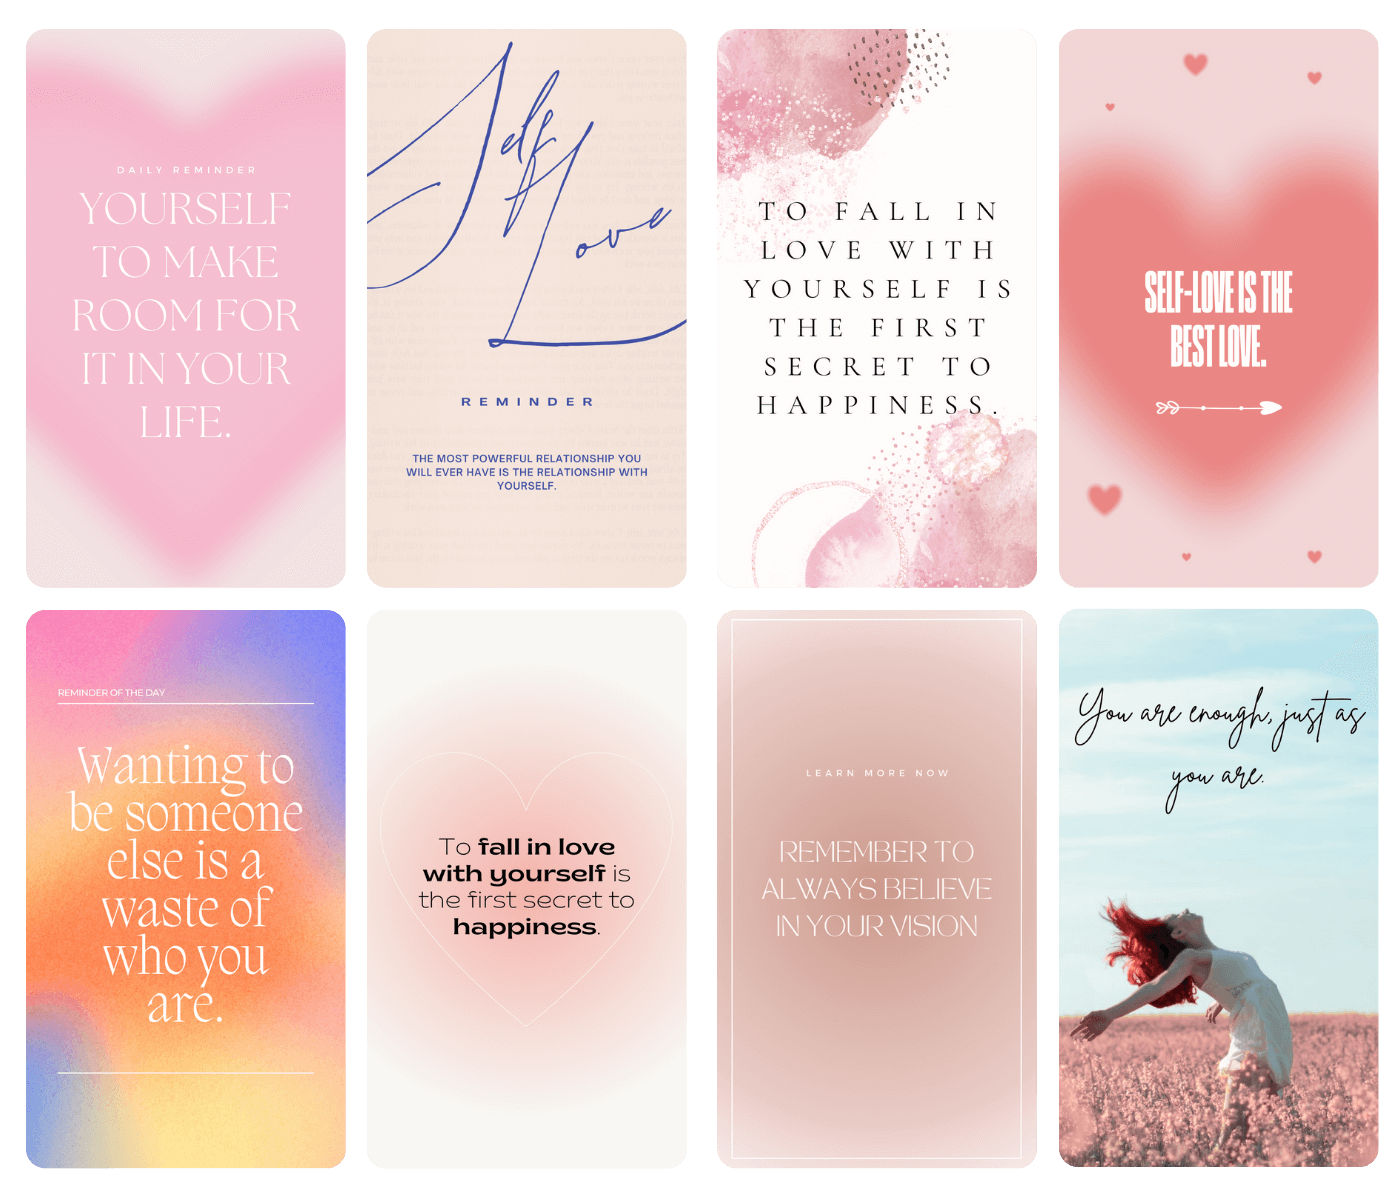 DAILY REMINDER
YOURSELF
TO MAKE
ROOM FOR
IT IN YOUR
LIFE.
Self
Love
REMINDER
THE MOST POWERFUL RELATIONSHIP YOU
WILL EVER HAVE IS THE RELATIONSHIP WITH
YOURSELF.
TO FALL IN
LOVE WITH
YOURSELF IS
THE FIRST
SECRET TO
HAPPINESS.
SELF-LOVE IS THE
BEST LOVE.
REMINDER OF THE DAY
Wanting to
be someone
else is a
waste of
who you
are.
To fall in love
with yourself is
the first secret to
happiness.
LEARN MORE NOW
REMEMBER TO
ALWAYS BELIEVE
IN YOUR VISION
You are enough, just as
you are.